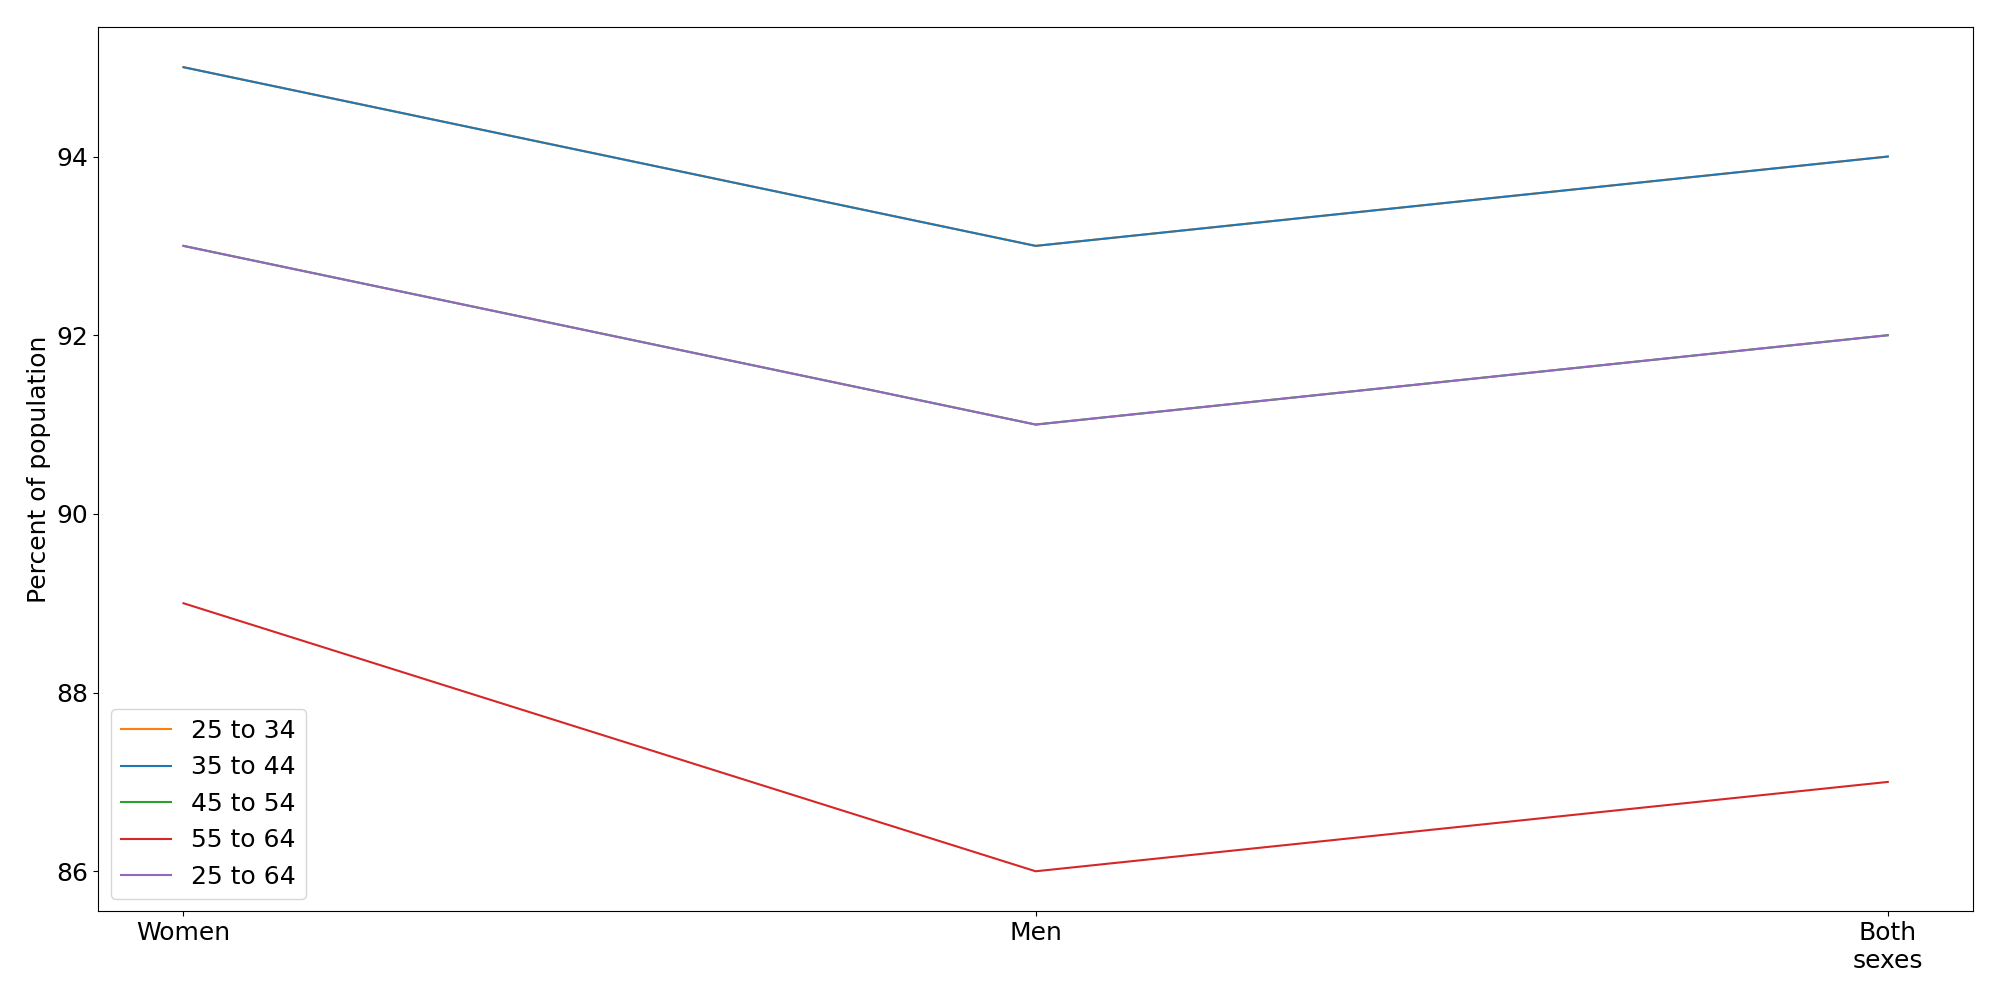 Percent of population
94
92
90
88
86
25 to 34
35 to 44
45 to 54
55 to 64
25 to 64
Women
Men
Both
sexes